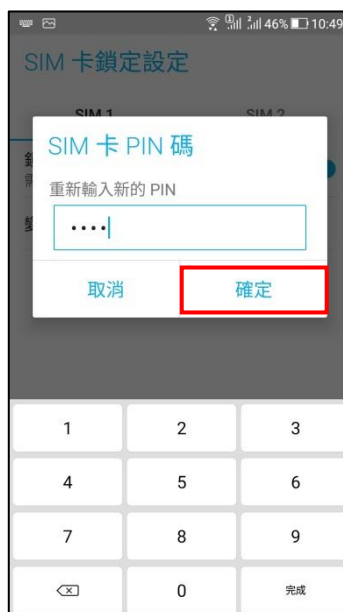 46% 10:49
SIM 卡鎖定設定
SIM 1 SIM 2
SIM 卡 PIN 碼
重新輸入新的 PIN
••••
取消 確定
1 2 3
4 5 6
7 8 9
0 完成